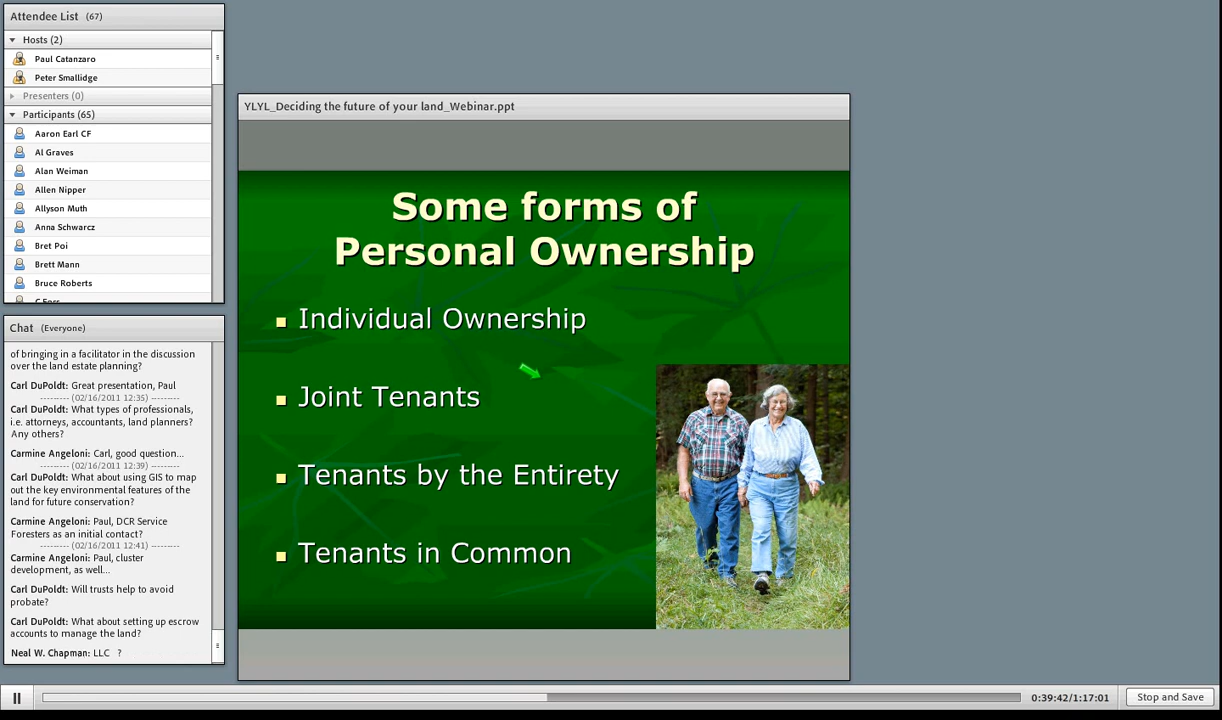 Attendee List (67)
Hosts (2)
Paul Catanzaro
Peter Smallidge
Presenters (0)
Participants (65)
Aaron Earl CF
Al Graves
Alan Weiman
Allen Nipper
Allyson Muth
Anna Schwarcz
Bret Poi
Brett Mann
Bruce Roberts
Chat (Everyone)
of bringing in a facilitator in the discussion
over the land estate planning?
Carl DuPoldt: Great presentation, Paul
--------- (02/16/2011 12:35) ---------
Carl DuPoldt: What types of professionals,
i.e. attorneys, accountants, land planners?
Any others?
Carmine Angeloni: Carl, good question...
--------- (02/16/2011 12:39) ---------
Carl DuPoldt: What about using GIS to map
out the key environmental features of the
land for future conservation?
Carmine Angeloni: Paul, DCR Service
Foresters as an initial contact?
--------- (02/16/2011 12:41) ---------
Carmine Angeloni: Paul, cluster
development, as well...
Carl DuPoldt: Will trusts help to avoid
probate?
Carl DuPoldt: What about setting up escrow
accounts to manage the land?
Neal W. Chapman: LLC ?
YLYL_Deciding the future of your land_Webinar.ppt
Some forms of
Personal Ownership
Individual Ownership
Joint Tenants
Tenants by the Entirety
Tenants in Common
0:39:42/1:17:01
Stop and Save